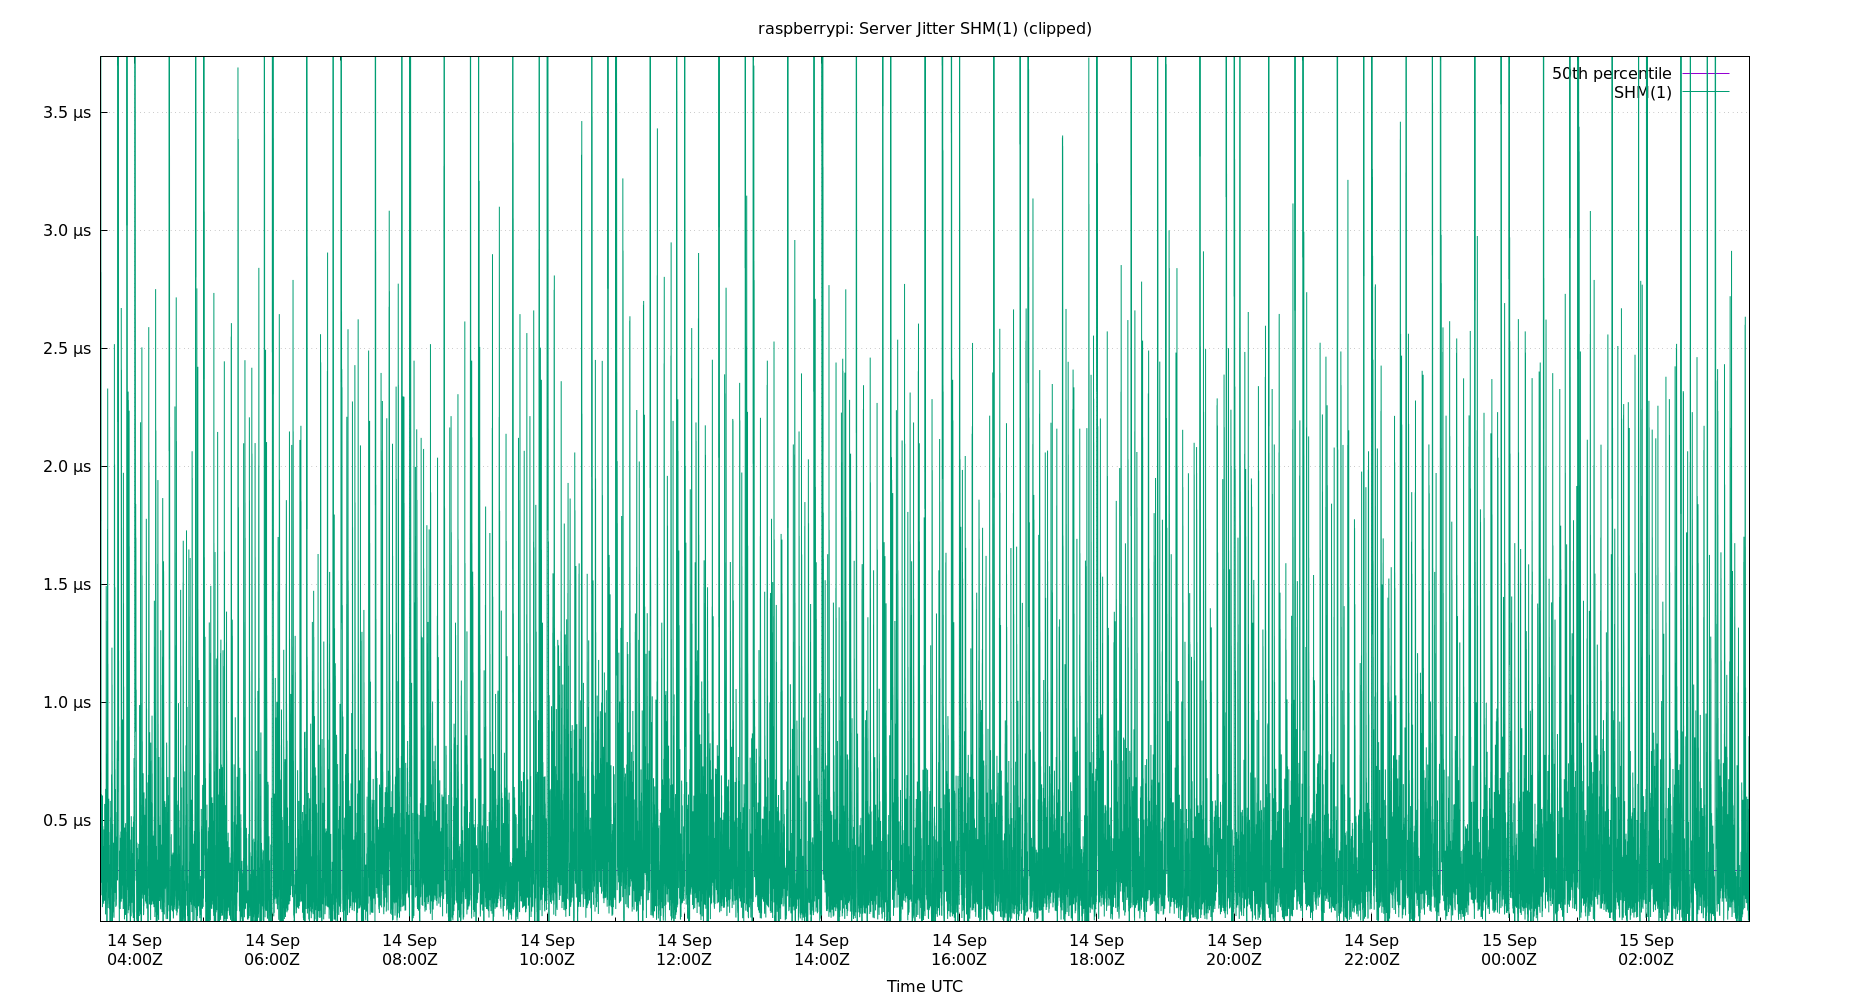 raspberrypi: Server Jitter SHM(1) (clipped)
50th percentile
SHM(1)
3.5 µs
3.0 µs
2.5 µs
2.0 µs
1.5 µs
1.0 µs
0.5 µs
14 Sep 14 Sep 14 Sep 14 Sep 14 Sep 14 Sep 14 Sep 14 Sep 14 Sep 14 Sep 15 Sep 15 Sep
04:00Z 06:00Z 08:00Z 10:00Z 12:00Z 14:00Z 16:00Z 18:00Z 20:00Z 22:00Z 00:00Z 02:00Z
Time UTC